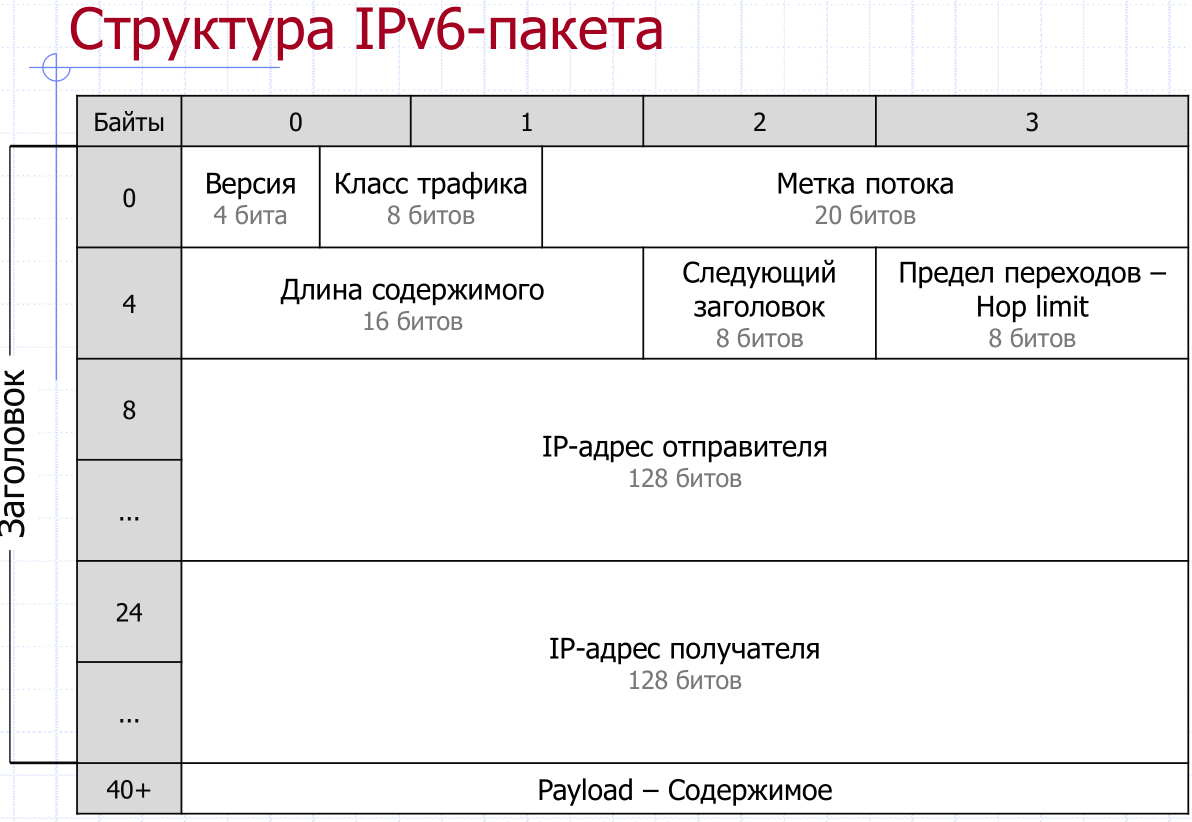 Структура IPv6-пакета
Байты 0 1 2 3
0
Версия
4 бита
Класс трафика
8 битов
Метка потока
20 битов
4
Длина содержимого
16 битов
Следующий
заголовок
8 битов
Предел переходов –
Hop limit
8 битов
Заголовок
8
...
IP-адрес отправителя
128 битов
24
...
IP-адрес получателя
128 битов
40+
Payload – Содержимое